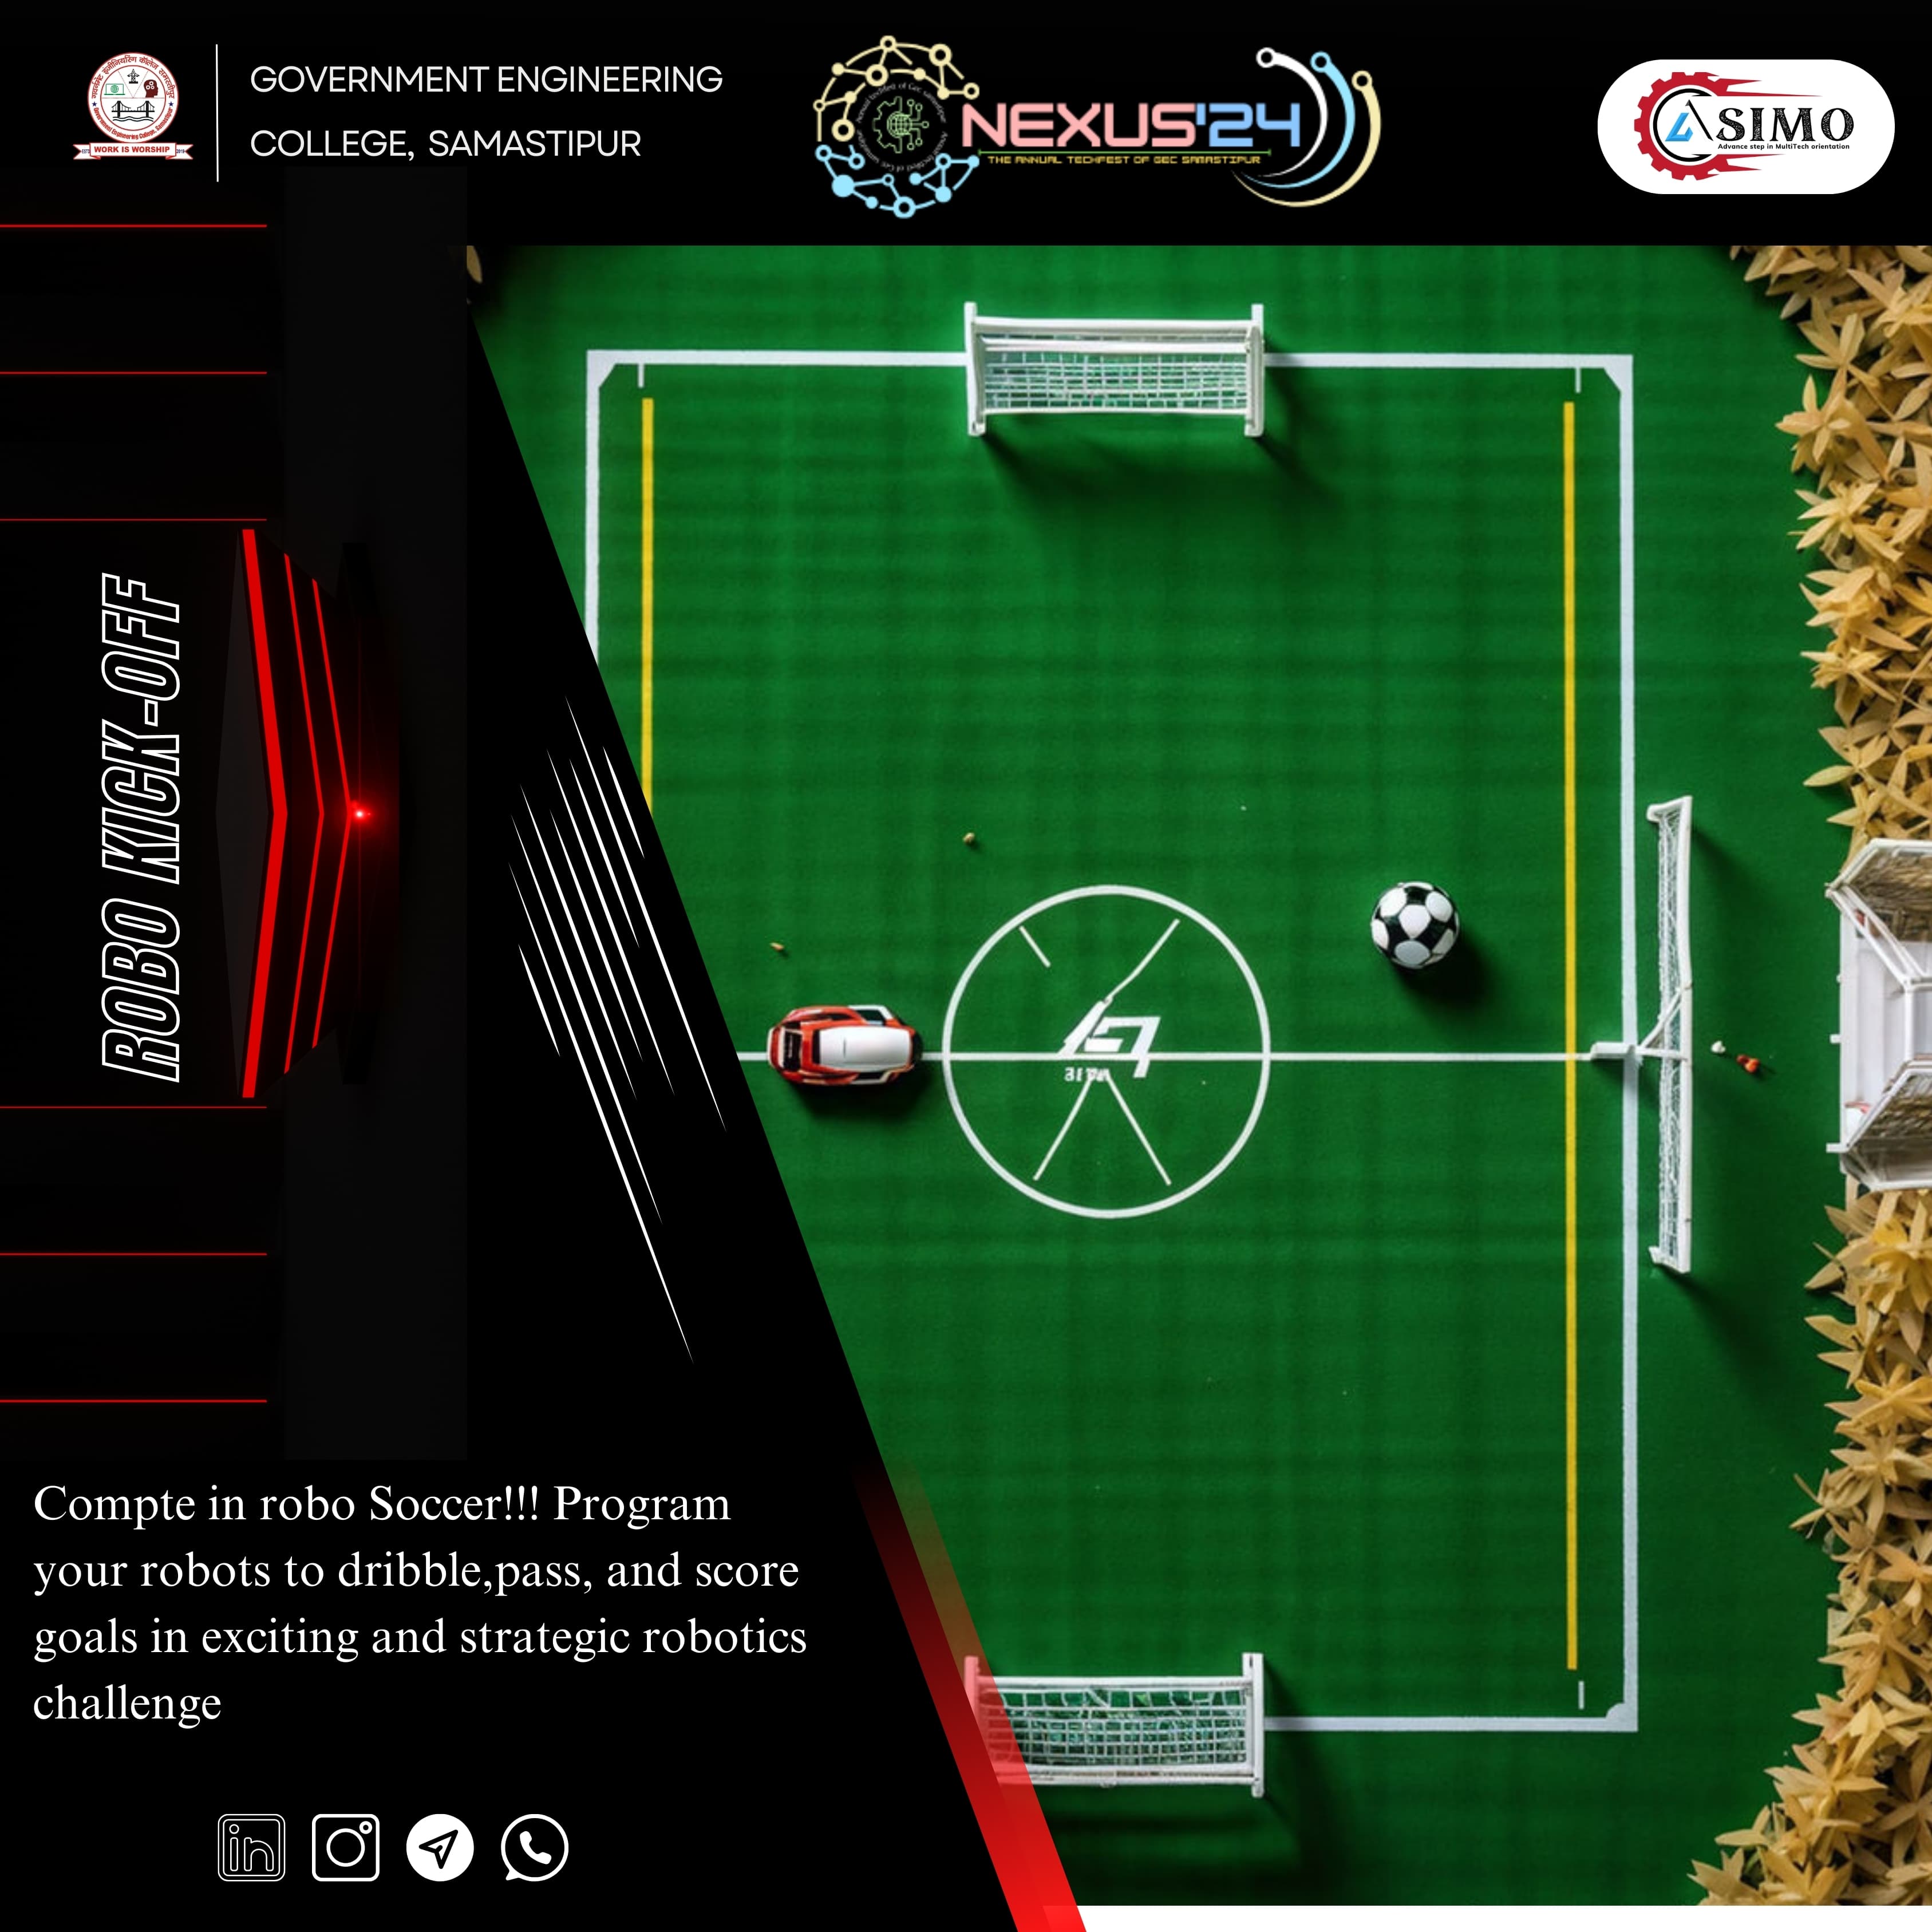 GOVERNMENT ENGINEERING
COLLEGE, SAMASTIPUR
WORK IS WORSHIP
NEXUS'24
THE ANNUAL TECHFEST OF GEC SAMASTIPUR
ASIMO
Advance step in MultiTech orientation
ROBO KICK-OFF
Compte in robo Soccer!!! Program
your robots to dribble,pass, and score
goals in exciting and strategic robotics
challenge
in